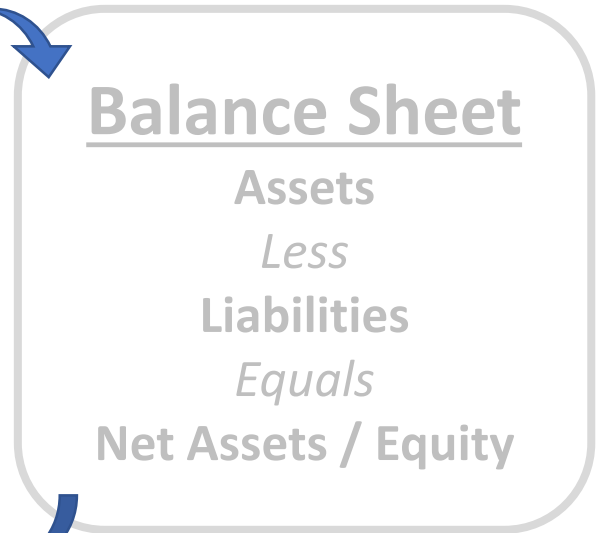 Balance Sheet
Assets
Less
Liabilities
Equals
Net Assets / Equity